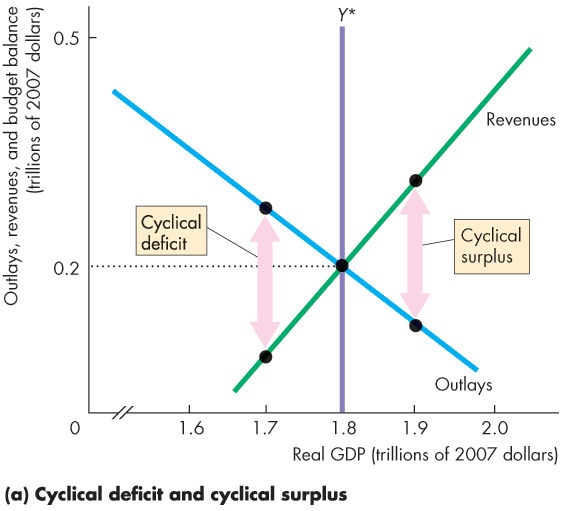 Outlays, revenues, and budget balance
(trillions of 2007 dollars)
Y*
0.5
Revenues
Cyclical
deficit
Cyclical
surplus
0.2
Outlays
0
1.6
1.7
1.8
1.9
2.0
Real GDP (trillions of 2007 dollars)
(a) Cyclical deficit and cyclical surplus